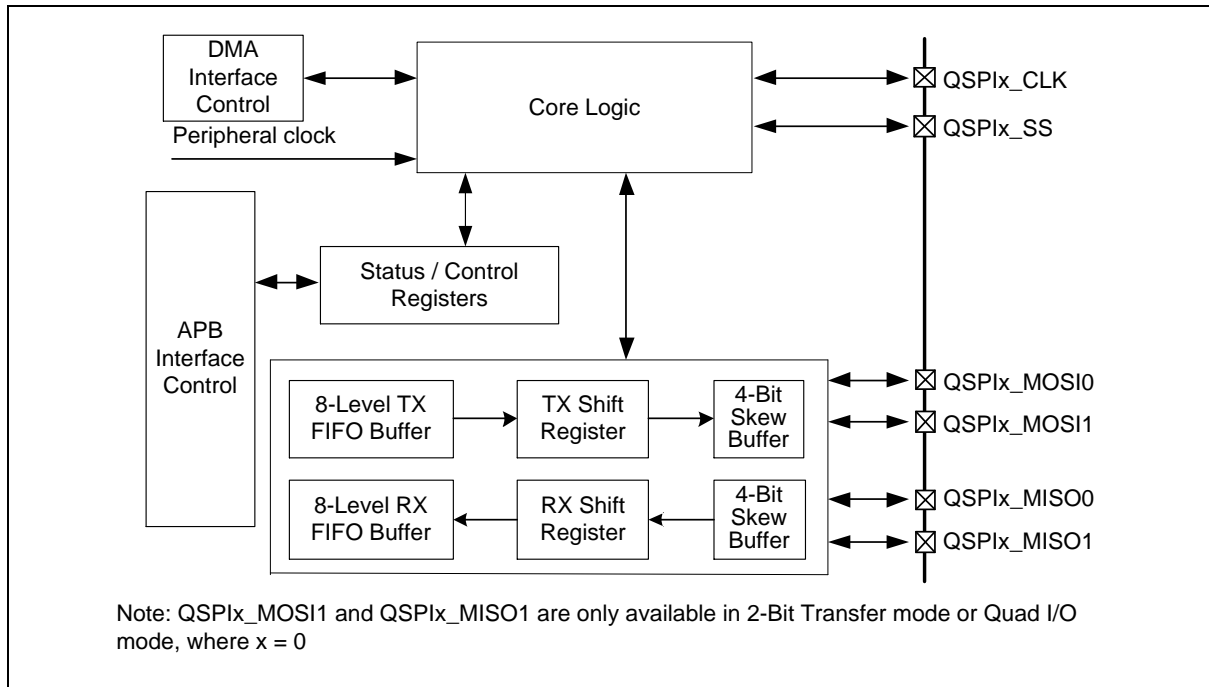 DMA
Interface
Control
Peripheral clock
Core Logic
QSPIx_CLK
QSPIx_SS
Status / Control
Registers
APB
Interface
Control
8-Level TX
FIFO Buffer
TX Shift
Register
4-Bit
Skew
Buffer
8-Level RX
FIFO Buffer
RX Shift
Register
4-Bit
Skew
Buffer
QSPIx_MOSI0
QSPIx_MOSI1
QSPIx_MISO0
QSPIx_MISO1
Note: QSPIx_MOSI1 and QSPIx_MISO1 are only available in 2-Bit Transfer mode or Quad I/O
mode, where x = 0